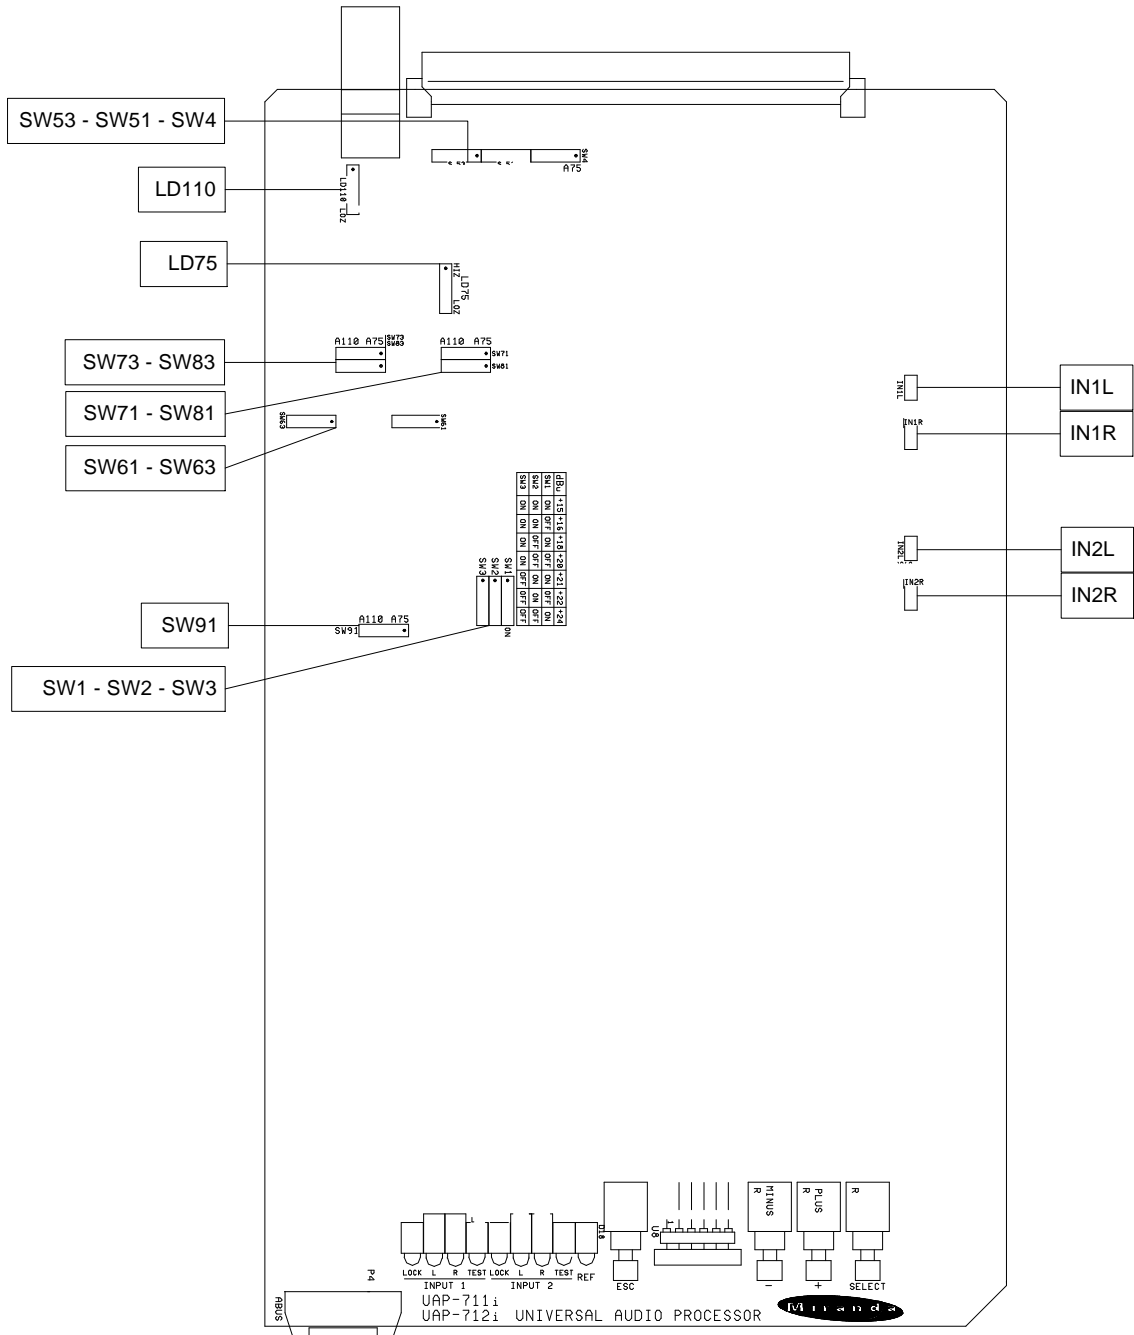 SW53 - SW51 - SW4
SW4
A75
LD110
LD110 LOZ
LD75
HIZ
LD75
LOZ
A110 A75
SW73
SW83
A110 A75
SW71
SW81
SW73 - SW83
SW71 - SW81
SW61 - SW63
SW63
SW61
IN1L
IN1L
IN1R
IN1R
IN2L
IN2L
IN2R
IN2R
dBu +15 +16 +18 +20 +21 +22 +24
SW1 ON OFF ON OFF ON OFF ON
SW2 ON ON OFF OFF ON ON OFF
SW3 ON ON ON ON OFF OFF OFF
SW3
SW2
SW1
ON
SW91
A110 A75
SW91
SW1 - SW2 - SW3
MINUS
R
PLUS
R
R
D18
U8
1
LOCK L R TEST LOCK L R TEST REF
INPUT 1 INPUT 2
ESC - + SELECT
P4
ABUS
UAP-711i
UAP-712i UNIVERSAL AUDIO PROCESSOR
Miranda